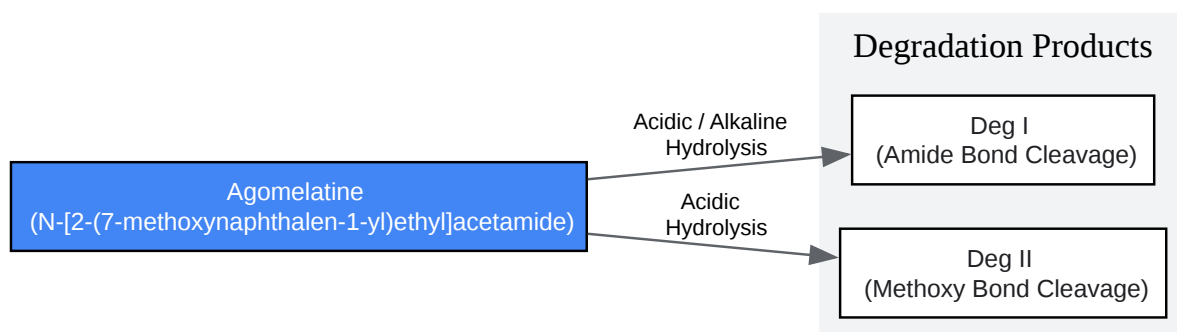 Degradation Products
Acidic / Alkaline
Hydrolysis
Deg I
(Amide Bond Cleavage)
Agomelatine
(N-[2-(7-methoxynaphthalen-1-yl)ethyl]acetamide)
Acidic
Hydrolysis
Deg II
(Methoxy Bond Cleavage)